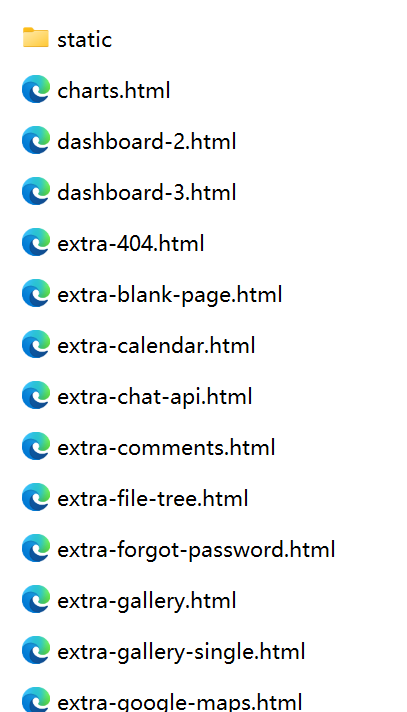 static
charts.html
dashboard-2.html
dashboard-3.html
extra-404.html
extra-blank-page.html
extra-calendar.html
extra-chat-api.html
extra-comments.html
extra-file-tree.html
extra-forgot-password.html
extra-gallery.html
extra-gallery-single.html
extra-google-maps.html